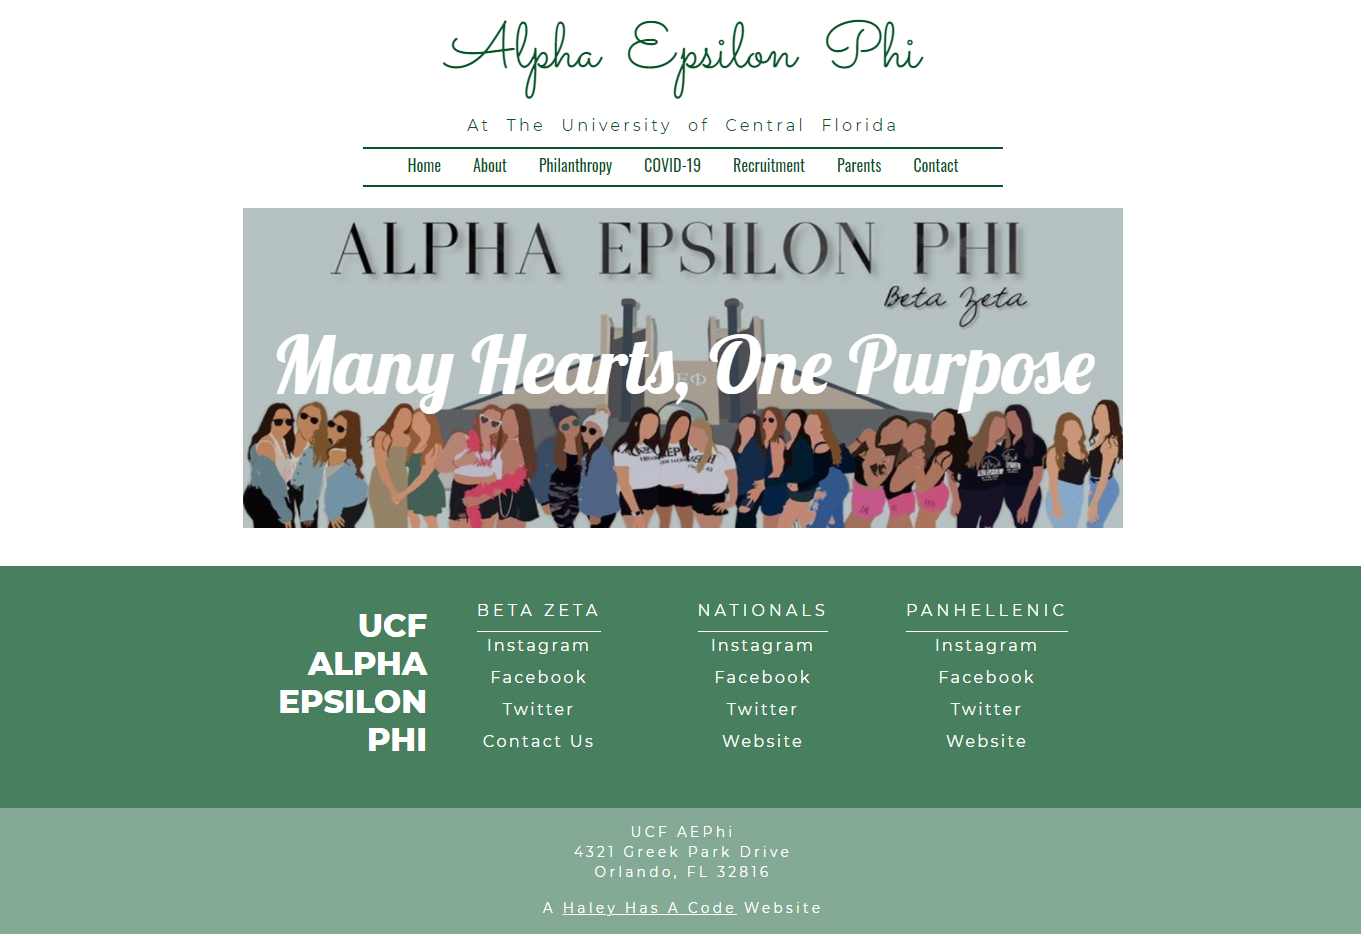 Alpha Epsilon Phi
At The University of Central Florida
Home About Philanthropy COVID-19 Recruitment Parents Contact
ALPHA EPSILON PHI
Beta Zeta
Many Hearts, One Purpose
UCF
ALPHA
EPSILON
PHI
BETA ZETA
Instagram
Facebook
Twitter
Contact Us
NATIONALS
Instagram
Facebook
Twitter
Website
PANHELLENIC
Instagram
Facebook
Twitter
Website
UCF AEPhi
4321 Greek Park Drive
Orlando, FL 32816
A Haley Has A Code Website